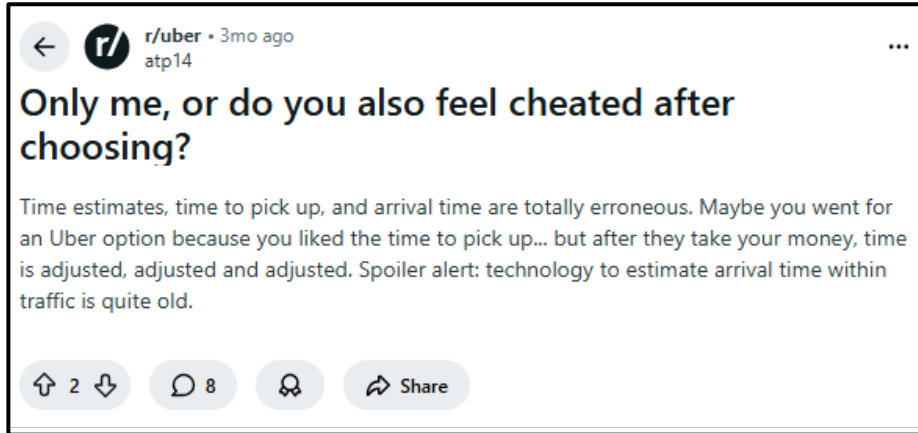 r/uber • 3mo ago
atp14
Only me, or do you also feel cheated after
choosing?
Time estimates, time to pick up, and arrival time are totally erroneous. Maybe you went for
an Uber option because you liked the time to pick up... but after they take your money, time
is adjusted, adjusted and adjusted. Spoiler alert: technology to estimate arrival time within
traffic is quite old.
2 8 Share